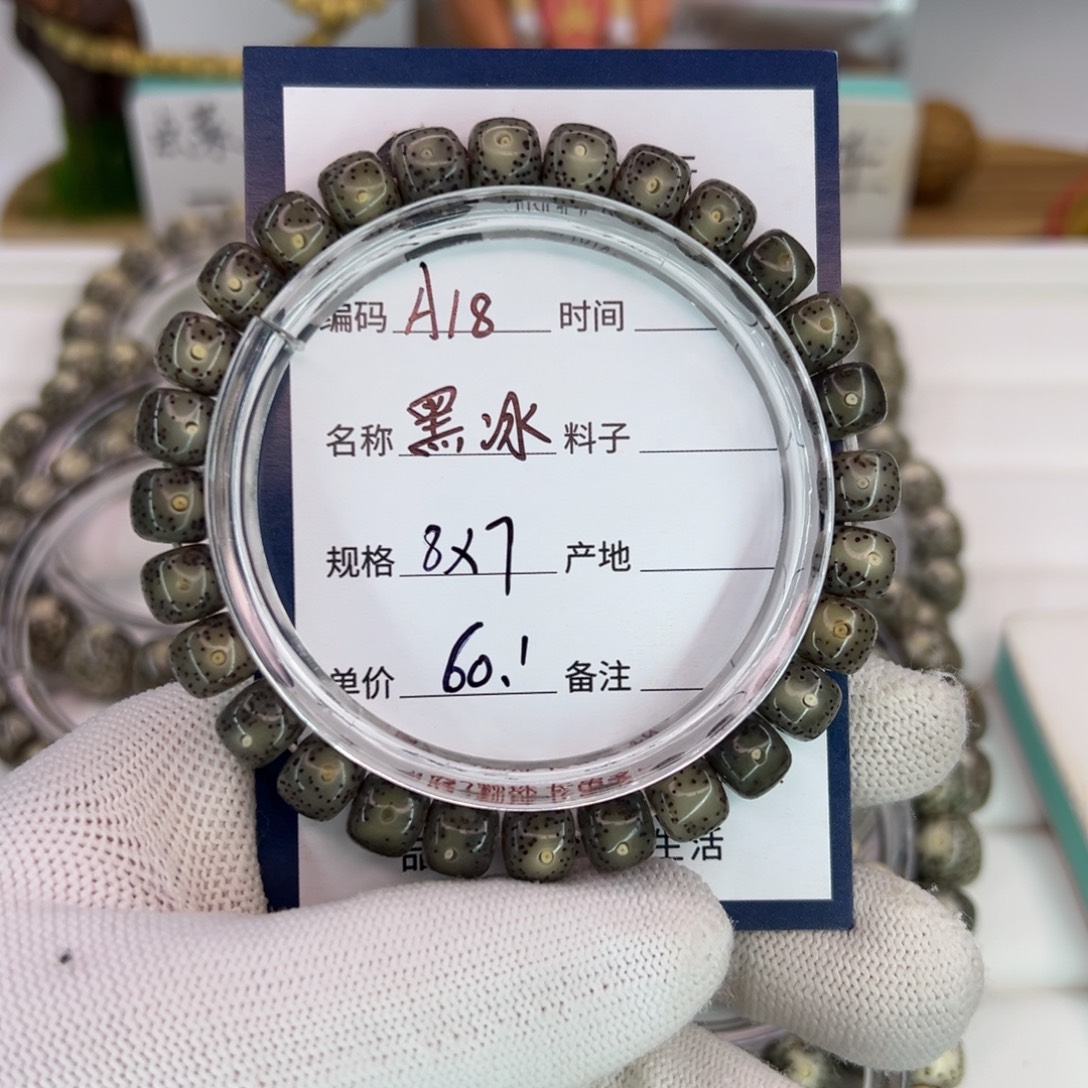 编码 A18 时间
名称 黑冰 料子
规格 8X7 产地
单价 60.! 备注
品 生活